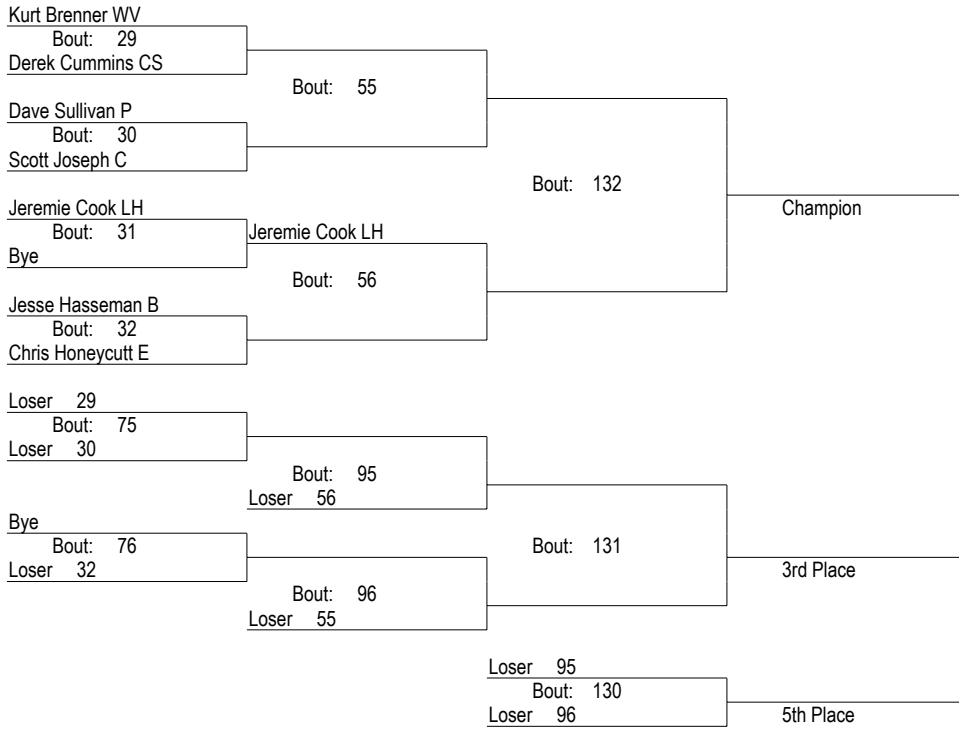 Kurt Brenner WV
Bout: 29
Derek Cummins CS
Bout: 55
Dave Sullivan P
Bout: 30
Scott Joseph C
Bout: 132
Champion
Jeremie Cook LH
Bout: 31
Bye
Jeremie Cook LH
Bout: 56
Jesse Hasseman B
Bout: 32
Chris Honeycutt E
Loser 29
Bout: 75
Loser 30
Bout: 95
Loser 56
Bye
Bout: 76
Loser 32
Bout: 131
3rd Place
Bout: 96
Loser 55
Loser 95
Bout: 130
Loser 96
5th Place